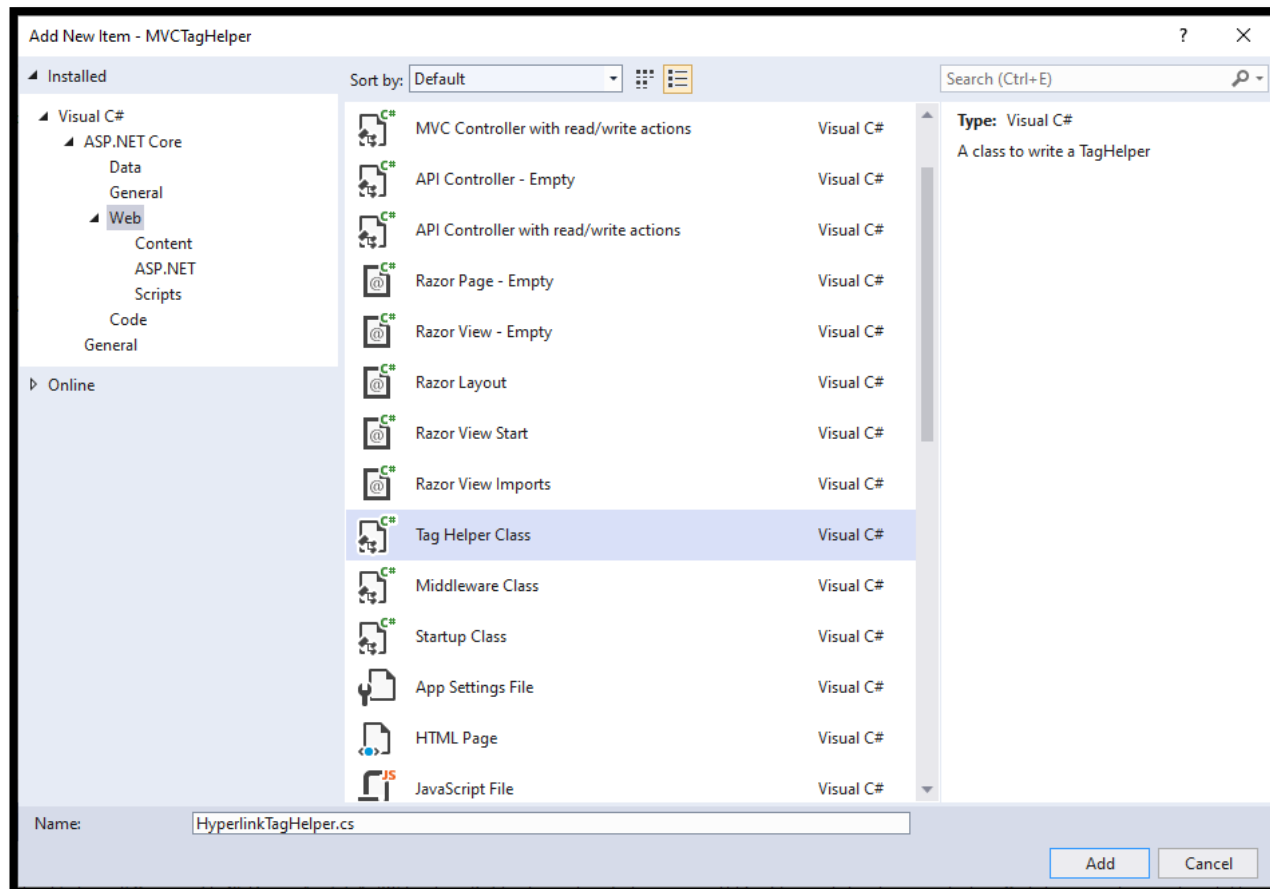 Add New Item - MVCTagHelper ? X
Installed
Sort by: Default
Search (Ctrl+E)
Visual C#
ASP.NET Core
Data
General
Web
Content
ASP.NET
Scripts
Code
General
Online
C# MVC Controller with read/write actions Visual C#
C# API Controller - Empty Visual C#
C# API Controller with read/write actions Visual C#
C# @ Razor Page - Empty Visual C#
C# @ Razor View - Empty Visual C#
C# @ Razor Layout Visual C#
C# @ Razor View Start Visual C#
C# @ Razor View Imports Visual C#
C# Tag Helper Class Visual C#
C# Middleware Class Visual C#
C# Startup Class Visual C#
App Settings File Visual C#
HTML Page Visual C#
JS JavaScript File Visual C#
Type: Visual C#
A class to write a TagHelper
Name: HyperlinkTagHelper.cs
Add Cancel